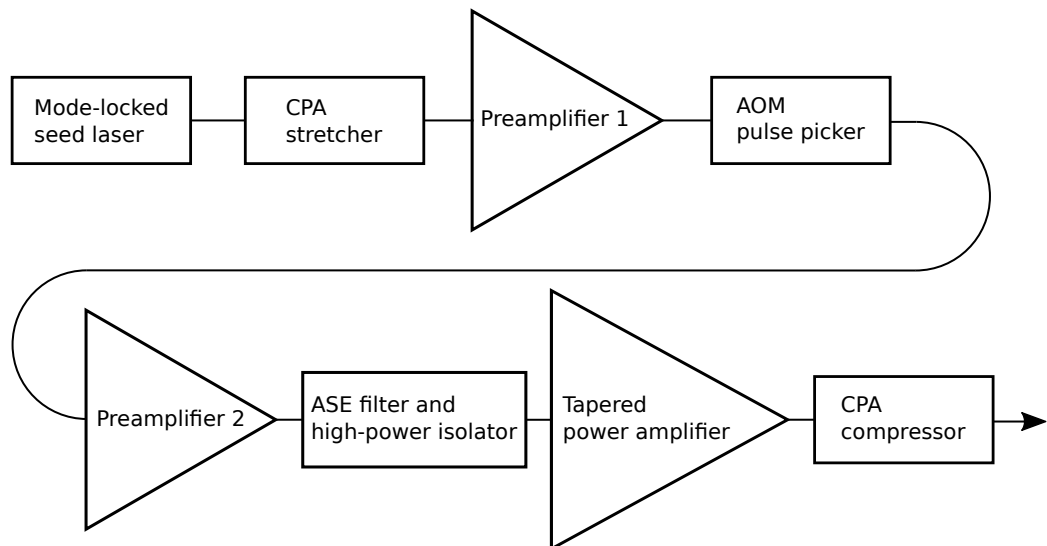 Mode-locked
seed laser
CPA
stretcher
Preamplifier 1
AOM
pulse picker
Preamplifier 2
ASE filter and
high-power isolator
Tapered
power amplifier
CPA
compressor